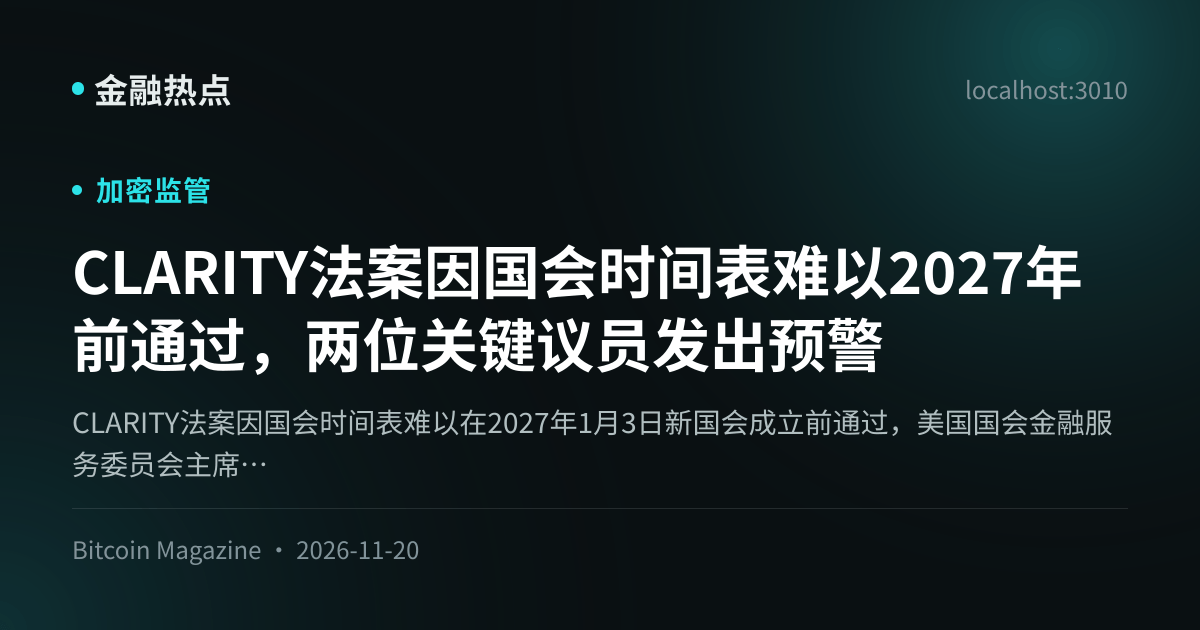 金融热点
localhost:3010
加密监管
CLARITY法案因国会时间表难以2027年
前通过，两位关键议员发出预警
CLARITY法案因国会时间表难以在2027年1月3日新国会成立前通过，美国国会金融服
务委员会主席…
Bitcoin Magazine • 2026-11-20